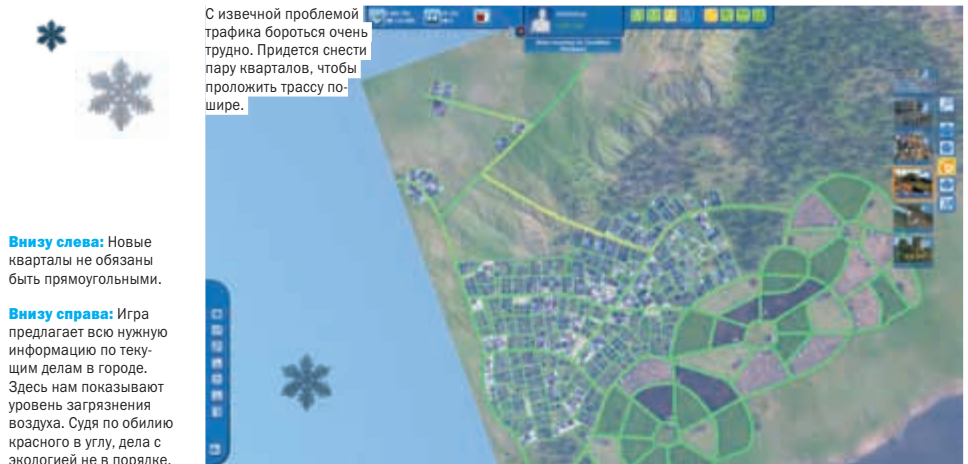 С извечной проблемой
трафика бороться очень
трудно. Придется снести
пару кварталов, чтобы
проложить трассу по-
шире.
Внизу слева: Новые
кварталы не обязаны
быть прямоугольными.
Внизу справа: Игра
предлагает всю нужную
информацию по теку-
щим делам в городе.
Здесь нам показывают
уровень загрязнения
воздуха. Судя по обилию
красного в углу, дела с
экологией не в порядке.